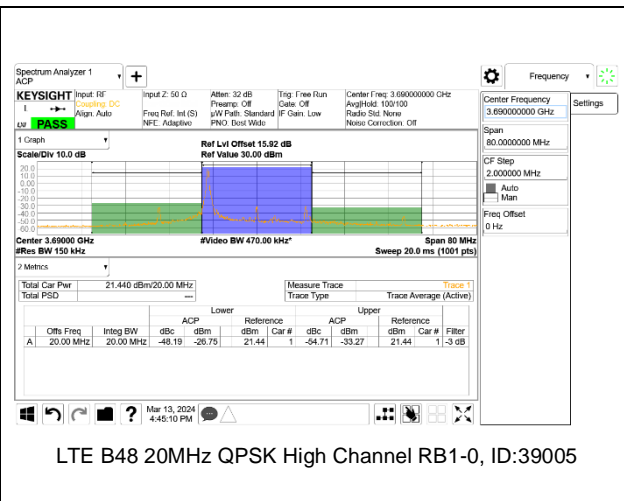 Spectrum Analyzer 1
ACP
Frequency
KEYSIGHT
Input: RF
Coupling: DC
Align: Auto
Input Z: 50 Ω
Freq Ref: Int (S)
NFE: Adaptive
Atten: 32 dB
Preamp: Off
µW Path: Standard
PNO: Best Wide
Trig: Free Run
Gate: Off
IF Gain: Low
Center Freq: 3.690000000 GHz
Avg|Hold: 100/100
Radio Std: None
Noise Correction: Off
PASS
Center Frequency
3.690000000 GHz
Settings
Span
80.0000000 MHz
CF Step
2.000000 MHz
Auto
Man
Freq Offset
0 Hz
1 Graph
Scale/Div 10.0 dB
Ref Lvl Offset 15.92 dB
Ref Value 30.00 dBm
20.0
10.0
0.00
-10.0
-20.0
-30.0
-40.0
-50.0
-60.0
Center 3.69000 GHz
#Res BW 150 kHz
#Video BW 470.00 kHz*
Span 80 MHz
Sweep 20.0 ms (1001 pts)
2 Metrics
Total Car Pwr 21.440 dBm/20.00 MHz
Total PSD ---
Measure Trace Trace 1
Trace Type Trace Average (Active)
Lower Upper
ACP Reference ACP Reference
Offs Freq Integ BW dBc dBm dBm Car # dBc dBm dBm Car # Filter
A 20.00 MHz 20.00 MHz -48.19 -26.75 21.44 1 -54.71 -33.27 21.44 1 -3 dB
Mar 13, 2024
4:45:10 PM
LTE B48 20MHz QPSK High Channel RB1-0, ID:39005